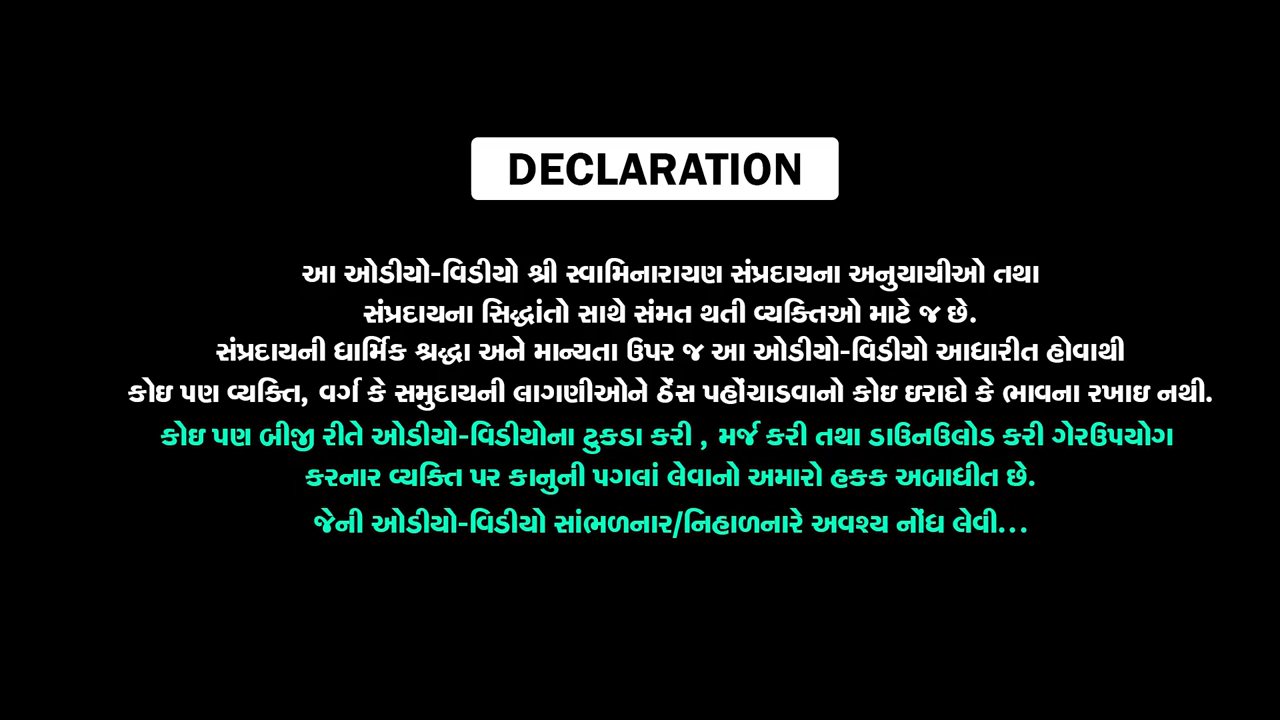 DECLARATION
આ ઓડીયો-વિડીયો શ્રી સ્વામિનારાયણ સંપ્રદાયના અનુયાયીઓ તથા
સંપ્રદાયના સિદ્ધાંતો સાથે સંમત થતી વ્યક્તિઓ માટે જ છે.
સંપ્રદાયની ધાર્મિક શ્રદ્ધા અને માન્યતા ઉપર જ આ ઓડીયો-વિડીયો આધારીત હોવાથી
કોઇ પણ વ્યક્તિ, વર્ગ કે સમુદાયની લાગણીઓને ઠેંસ પહોંચાડવાનો કોઇ ઇરાદો કે ભાવના રખાઇ નથી.
કોઇ પણ બીજી રીતે ઓડીયો-વિડીયોના ટુકડા કરી , મર્જ કરી તથા ડાઉનઉલોડ કરી ગેરઉપયોગ
કરનાર વ્યક્તિ પર કાનુની પગલાં લેવાનો અમારો હકક અબાધીત છે.
જેની ઓડીયો-વિડીયો સાંભળનાર/નિહાળનારે અવશ્ય નોંધ લેવી...